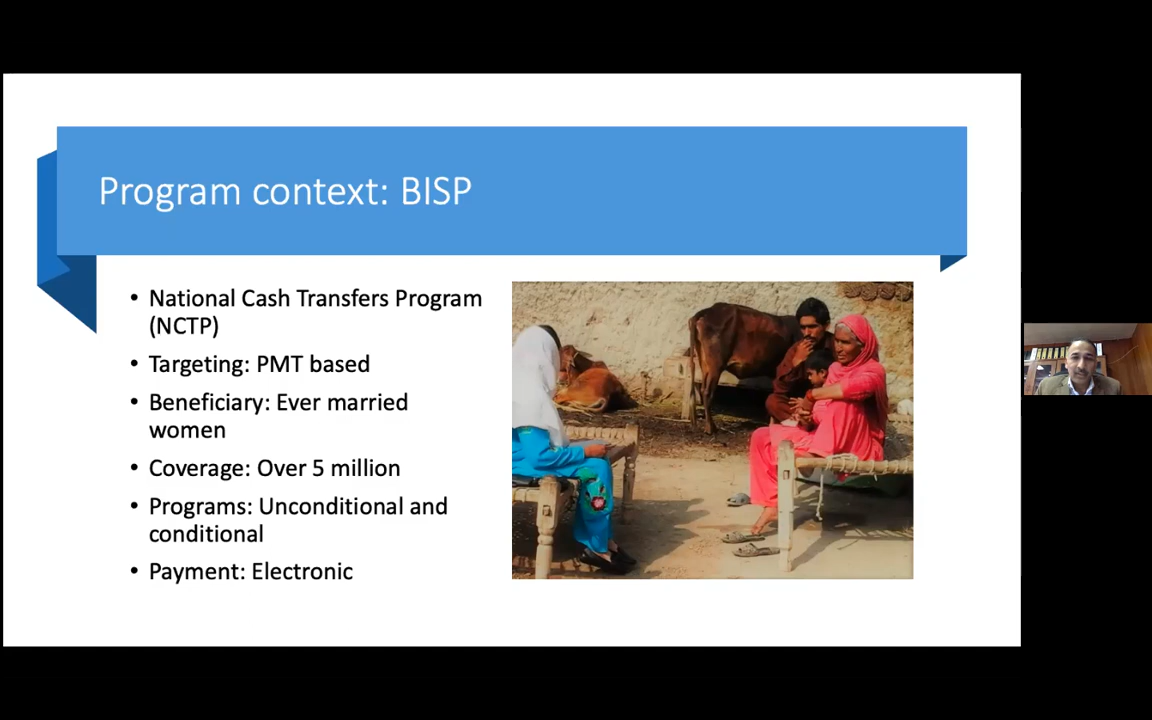 Program context: BISP
• National Cash Transfers Program
(NCTP)
• Targeting: PMT based
• Beneficiary: Ever married
women
• Coverage: Over 5 million
• Programs: Unconditional and
conditional
• Payment: Electronic